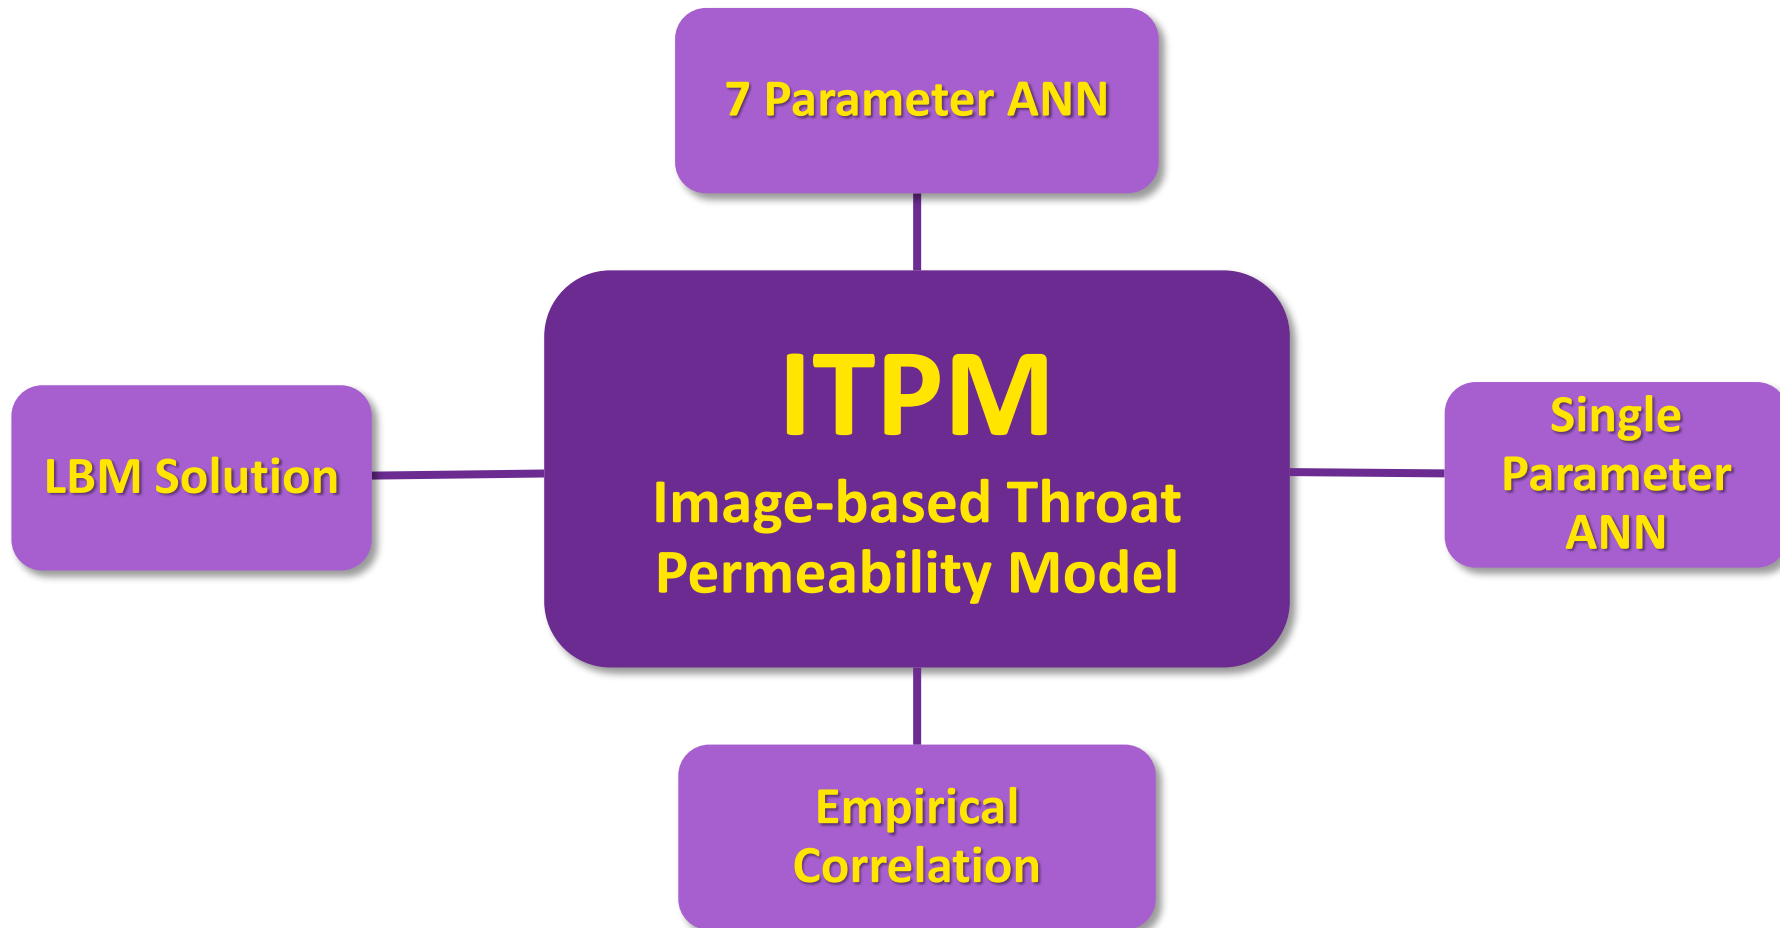 7 Parameter ANN
ITPM
Image-based Throat
Permeability Model
LBM Solution
Single
Parameter
ANN
Empirical
Correlation